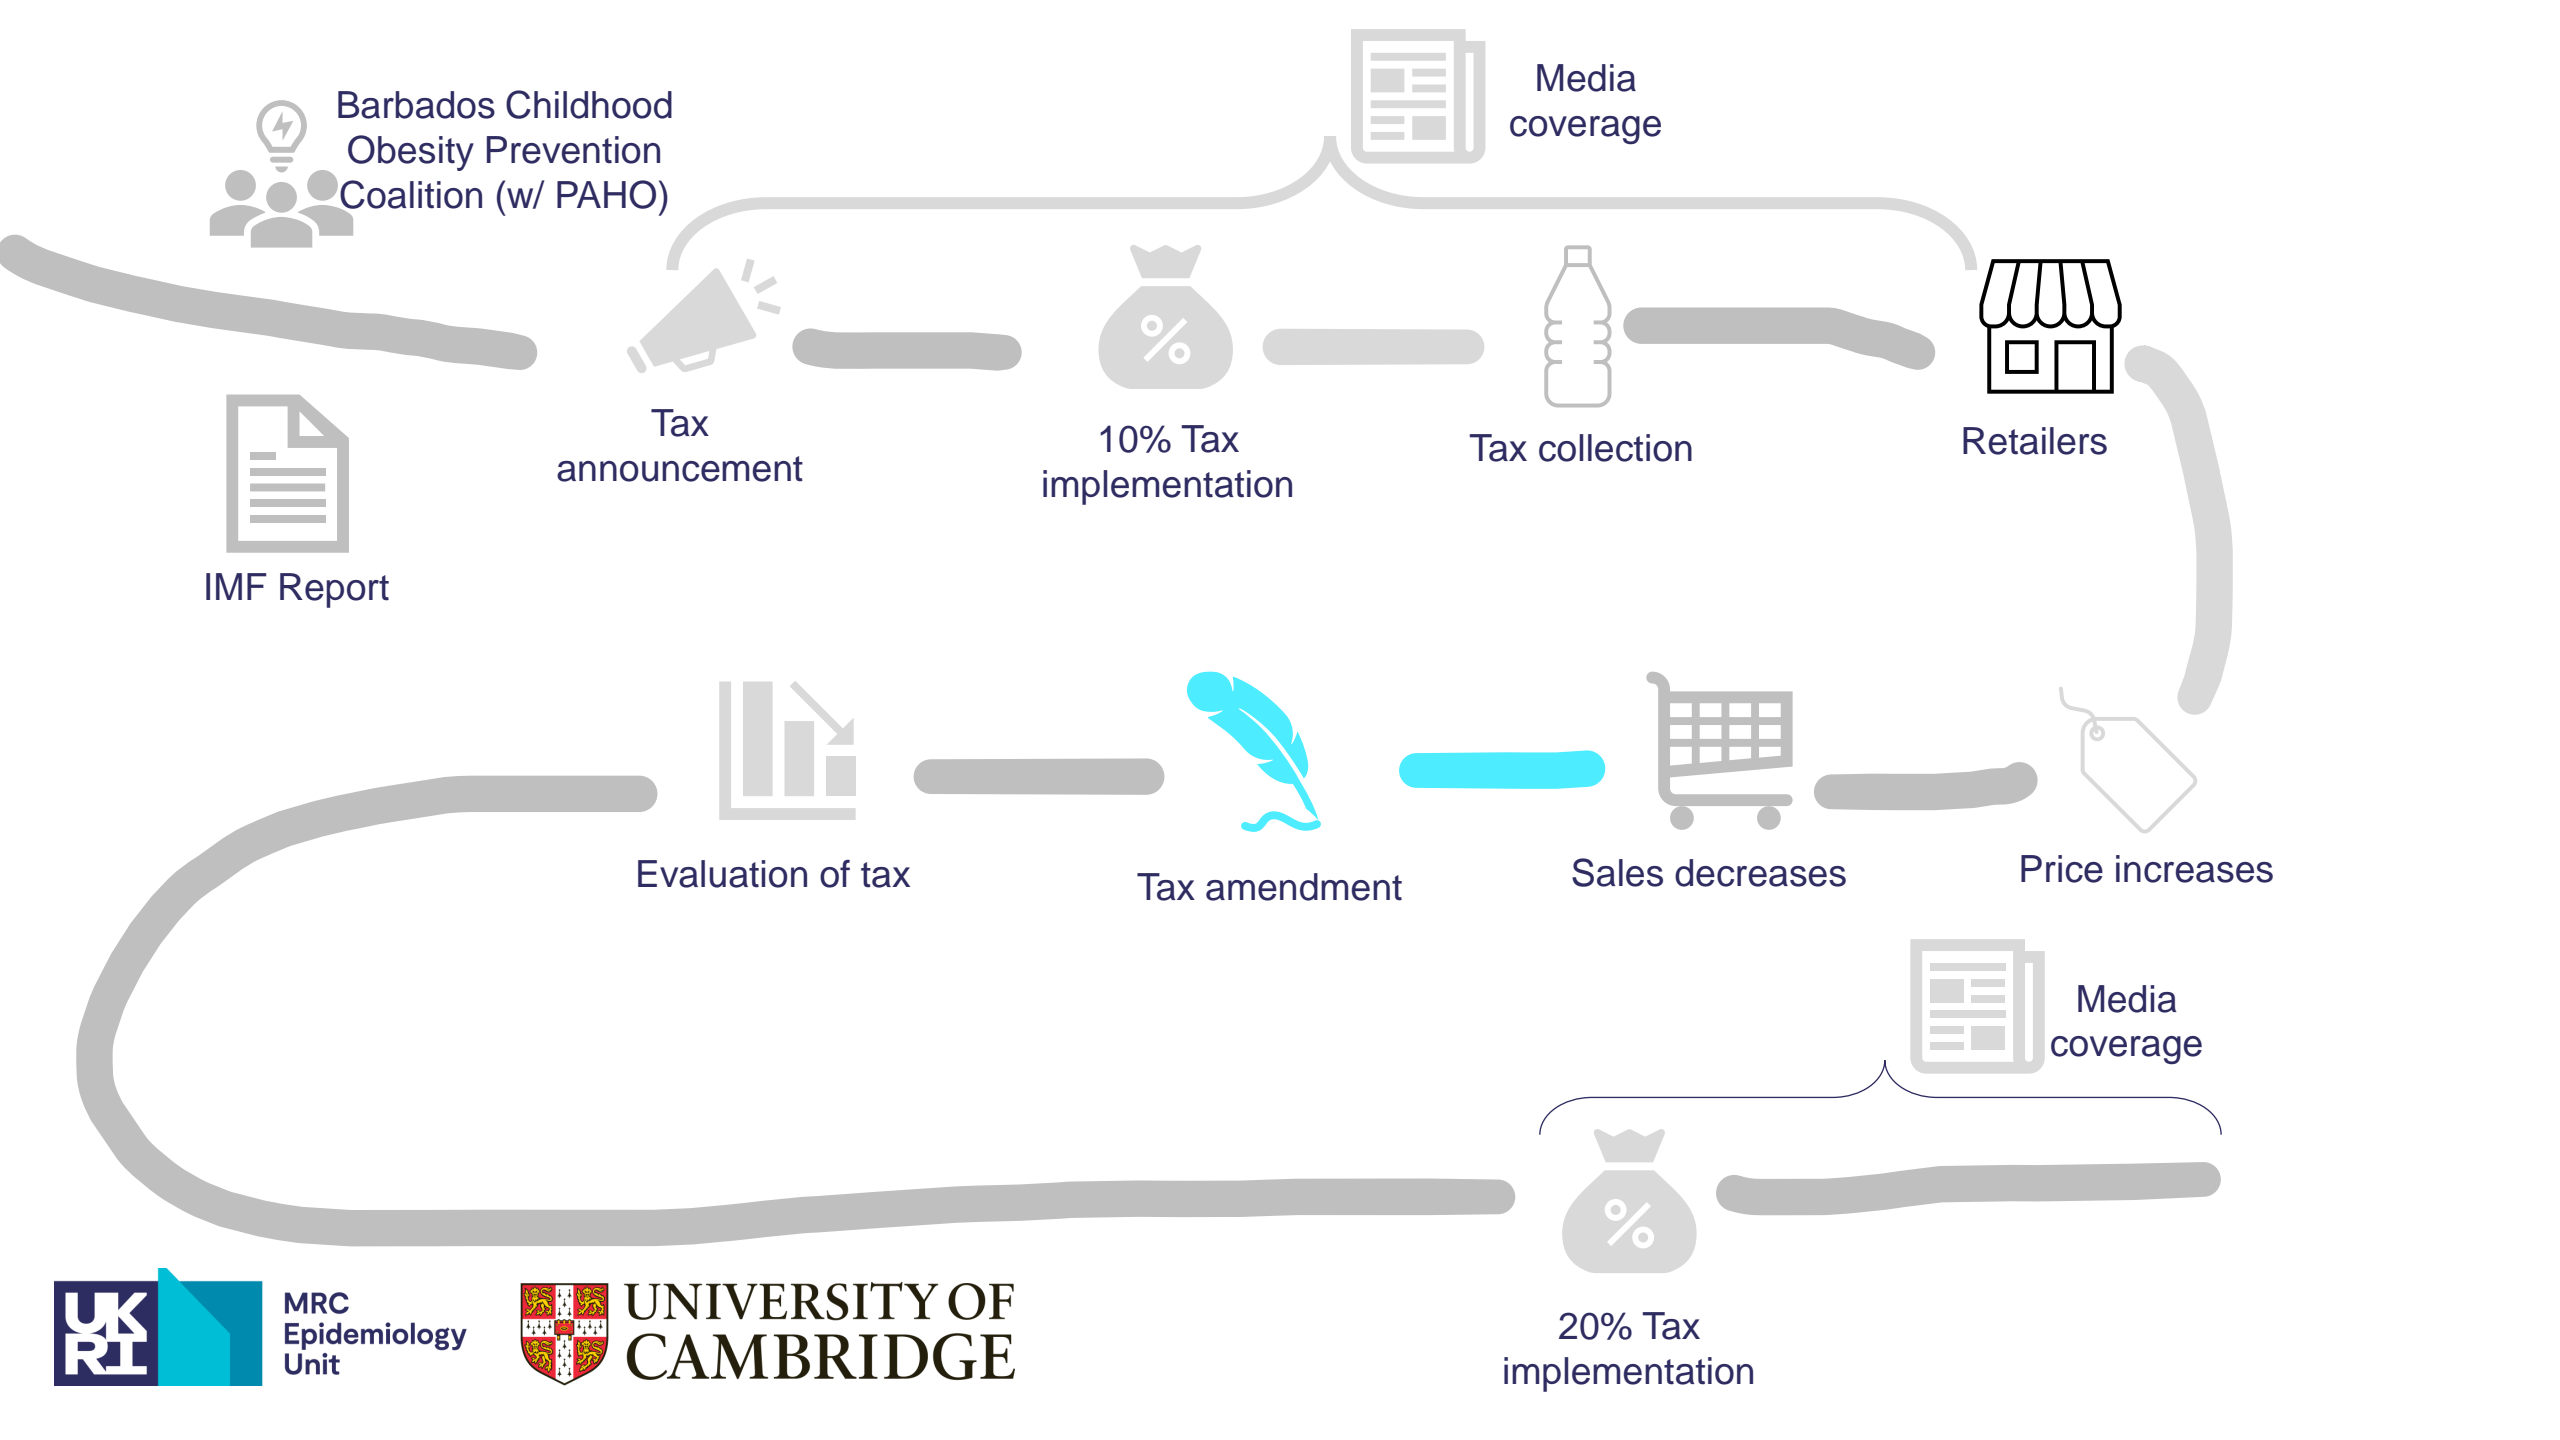 Media
coverage
Barbados Childhood
Obesity Prevention
Coalition (w/ PAHO)
Tax
announcement
10% Tax
implementation
Tax collection
Retailers
IMF Report
Evaluation of tax
Tax amendment
Sales decreases
Price increases
Media
coverage
20% Tax
implementation
UK
RI
MRC
Epidemiology
Unit
UNIVERSITY OF
CAMBRIDGE